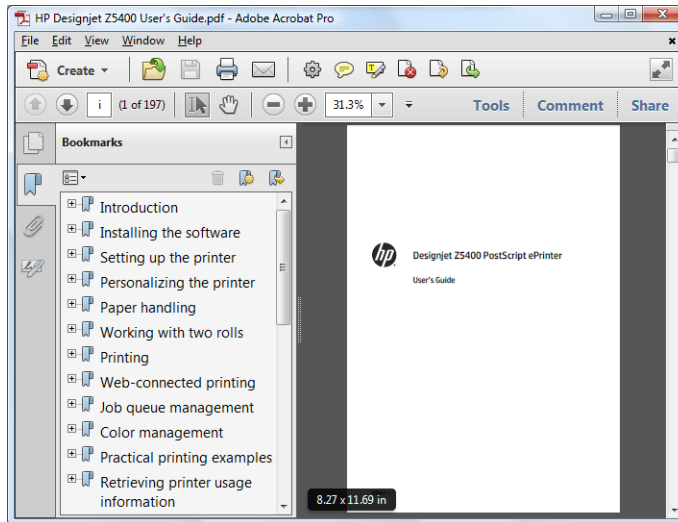 HP Designjet Z5400 User's Guide.pdf - Adobe Acrobat Pro
File Edit View Window Help
Create
i (1 of 197) 31.3% Tools Comment Share
Bookmarks
Introduction
Installing the software
Setting up the printer
Personalizing the printer
Paper handling
Working with two rolls
Printing
Web-connected printing
Job queue management
Color management
Practical printing examples
Retrieving printer usage
information
hp
Designjet Z5400 PostScript ePrinter
User's Guide
8.27 x 11.69 in